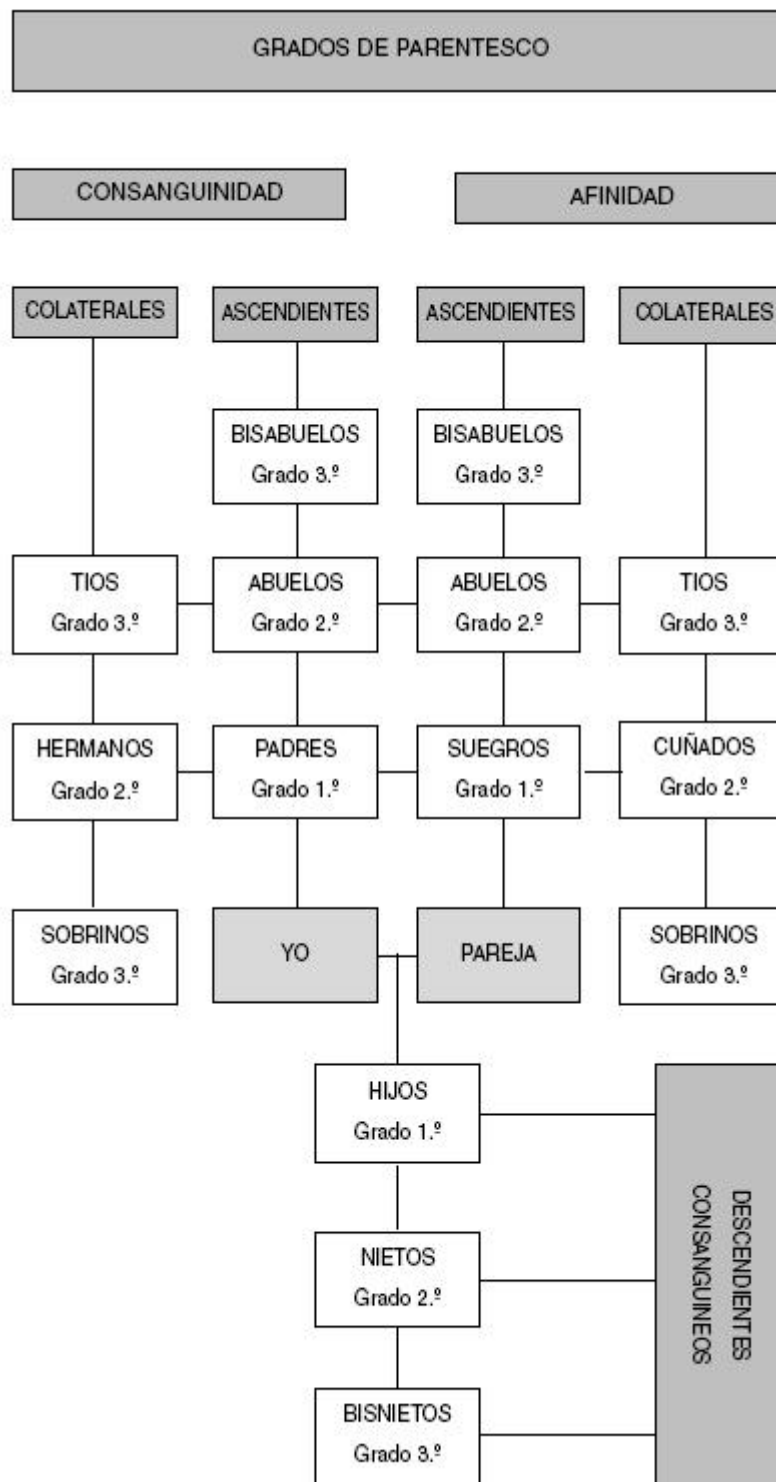 GRADOS DE PARENTESCO
CONSANGUINIDAD
AFINIDAD
COLATERALES
ASCENDIENTES
ASCENDIENTES
COLATERALES
BISABUELOS
Grado 3.º
BISABUELOS
Grado 3.º
TIOS
Grado 3.º
ABUELOS
Grado 2.º
ABUELOS
Grado 2.º
TIOS
Grado 3.º
HERMANOS
Grado 2.º
PADRES
Grado 1.º
SUEGROS
Grado 1.º
CUÑADOS
Grado 2.º
SOBRINOS
Grado 3.º
YO
PAREJA
SOBRINOS
Grado 3.º
HIJOS
Grado 1.º
NIETOS
Grado 2.º
BISNIETOS
Grado 3.º
DESCENDIENTES
CONSANGUINEOS